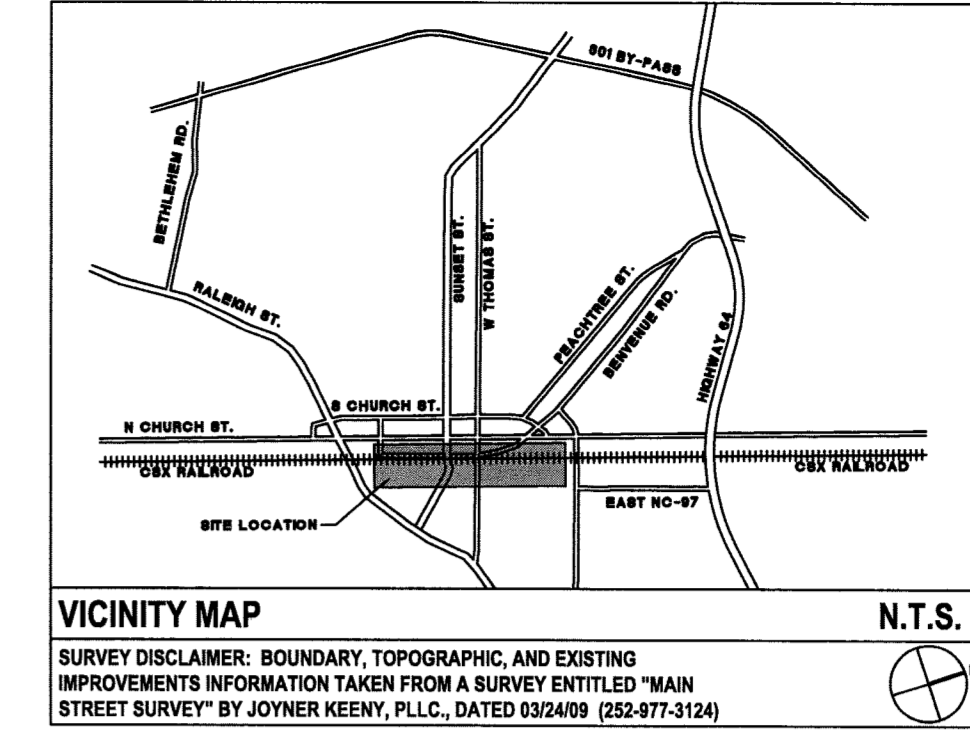 801 BY-PASS
BETHLEHEM RD.
RALEIGH ST.
SUNSET ST.
W THOMAS ST.
PEACHTREE ST.
BENVENUE RD.
HIGHWAY 64
S CHURCH ST.
N CHURCH ST.
CSX RAILROAD
CSX RAILROAD
SITE LOCATION
EAST NC-97
VICINITY MAP
N.T.S.
SURVEY DISCLAIMER: BOUNDARY, TOPOGRAPHIC, AND EXISTING
IMPROVEMENTS INFORMATION TAKEN FROM A SURVEY ENTITLED "MAIN
STREET SURVEY" BY JOYNER KEENY, PLLC., DATED 03/24/09 (252-977-3124)